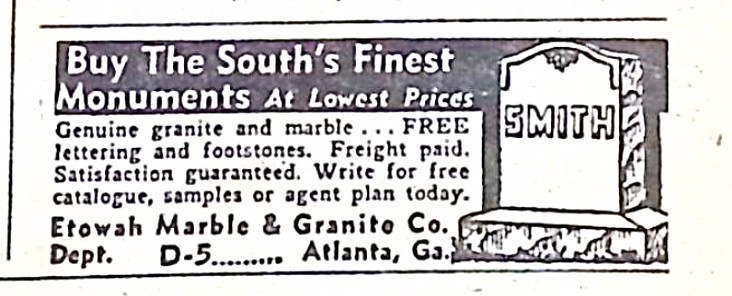 Buy The South's Finest
Monuments At Lowest Prices
Genuine granite and marble ... FREE
lettering and footstones. Freight paid.
Satisfaction guaranteed. Write for free
catalogue, samples or agent plan today.
Etowah Marble & Granite Co.
Dept. D-5......... Atlanta, Ga.
SMITH